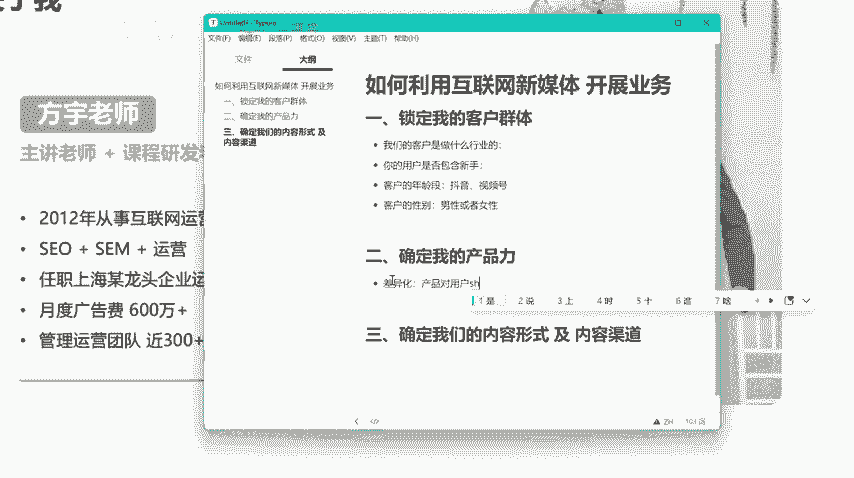 关于我
方宇老师
主讲老师 + 课程研发
• 2012年从事互联网运营
• SEO + SEM + 运营
• 任职上海某龙头企业运
• 月度广告费 600万+
• 管理运营团队 近300+
文件(F) 编辑(E) 段落(P) 格式(O) 视图(V) 主题(T) 帮助(H)
文件 大纲
如何利用互联网新媒体 开展业务
一、锁定我的客户群体
二、确定我的产品力
三、确定我们的内容形式 及
内容渠道
如何利用互联网新媒体 开展业务
一、锁定我的客户群体
• 我们的客户是做什么行业的；
• 你的用户是否包含新手；
• 客户的年龄段：抖音、视频号
• 客户的性别：男性或者女性
二、确定我的产品力
• 差异化：产品对用户sh
1 是 2 说 3 上 4 时 5 十 6 谁 7 啥
三、确定我们的内容形式 及 内容渠道